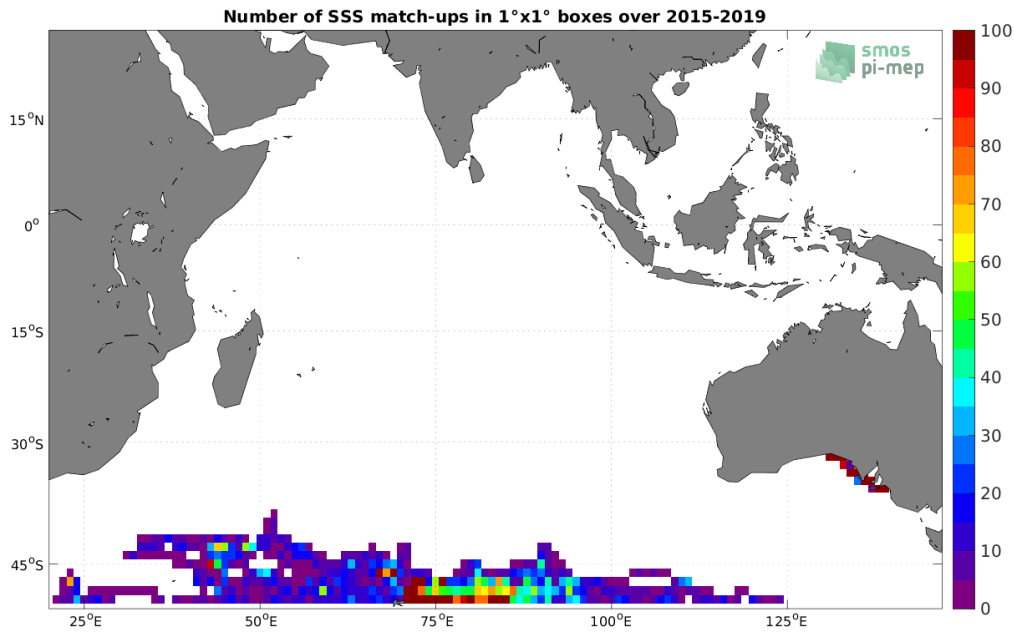 Number of SSS match-ups in 1°x1° boxes over 2015-2019
smos
pi-mep
100
90
80
70
60
50
40
30
20
10
0
15°N
0°
15°S
30°S
45°S
25°E
50°E
75°E
100°E
125°E